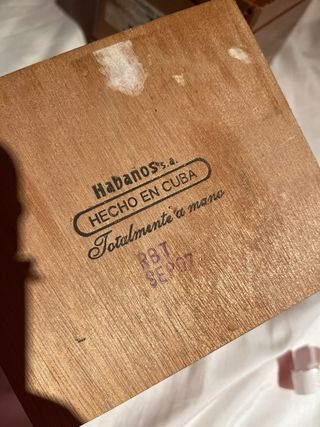 Habanos s.a.
HECHO EN CUBA
Totalmente a mano
RBT
SEP07